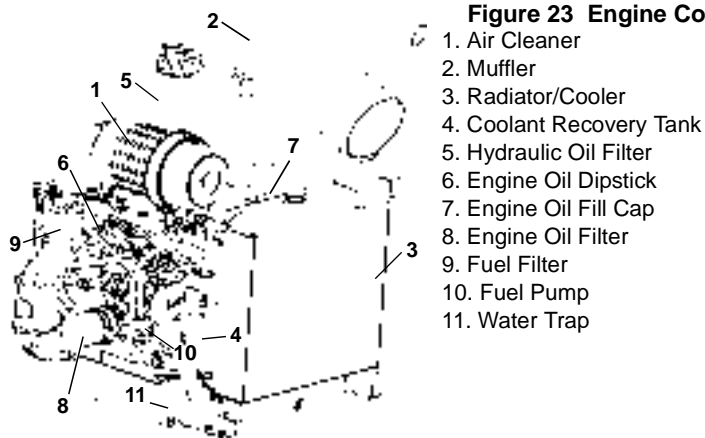 Figure 23 Engine Co
1. Air Cleaner
2. Muffler
3. Radiator/Cooler
4. Coolant Recovery Tank
5. Hydraulic Oil Filter
6. Engine Oil Dipstick
7. Engine Oil Fill Cap
8. Engine Oil Filter
9. Fuel Filter
10. Fuel Pump
11. Water Trap
2
5
1
7
6
9
3
4
10
8
11